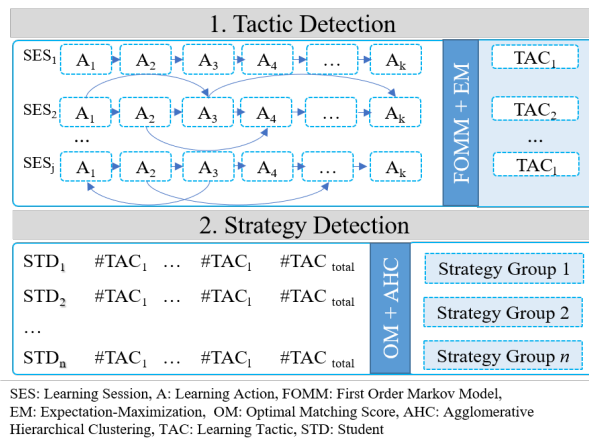 1. Tactic Detection
SES1 A1 A2 A3 A4 … Ak
SES2 A1 A2 A3 A4 … Ak
...
SESj A1 A2 A3 A4 … Ak
FOMM + EM
TAC1
TAC2
...
TACl
2. Strategy Detection
STD1 #TAC1 … #TACl #TAC total
STD2 #TAC1 … #TACl #TAC total
…
STDn #TAC1 … #TACl #TAC total
OM + AHC
Strategy Group 1
Strategy Group 2
Strategy Group n
SES: Learning Session, A: Learning Action, FOMM: First Order Markov Model,
EM: Expectation-Maximization, OM: Optimal Matching Score, AHC: Agglomerative
Hierarchical Clustering, TAC: Learning Tactic, STD: Student